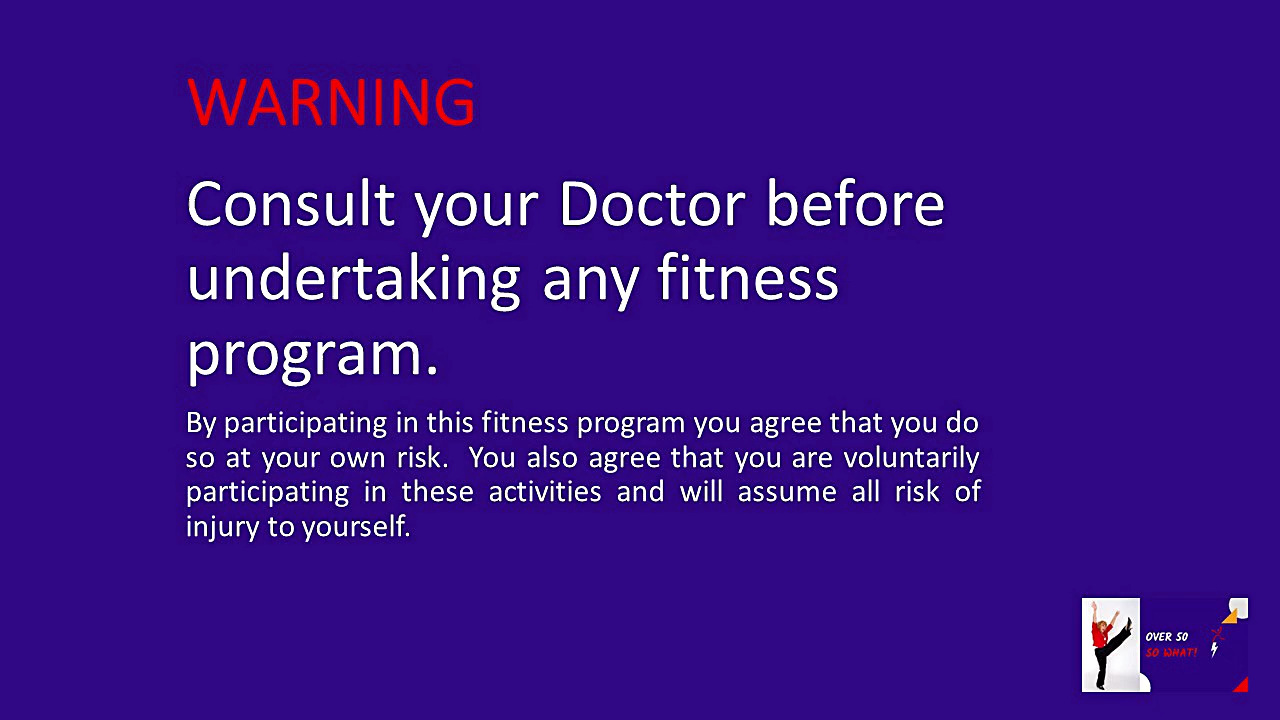 WARNING
Consult your Doctor before
undertaking any fitness
program.
By participating in this fitness program you agree that you do
so at your own risk.  You also agree that you are voluntarily
participating in these activities and will assume all risk of
injury to yourself.
OVER SO
SO WHAT!